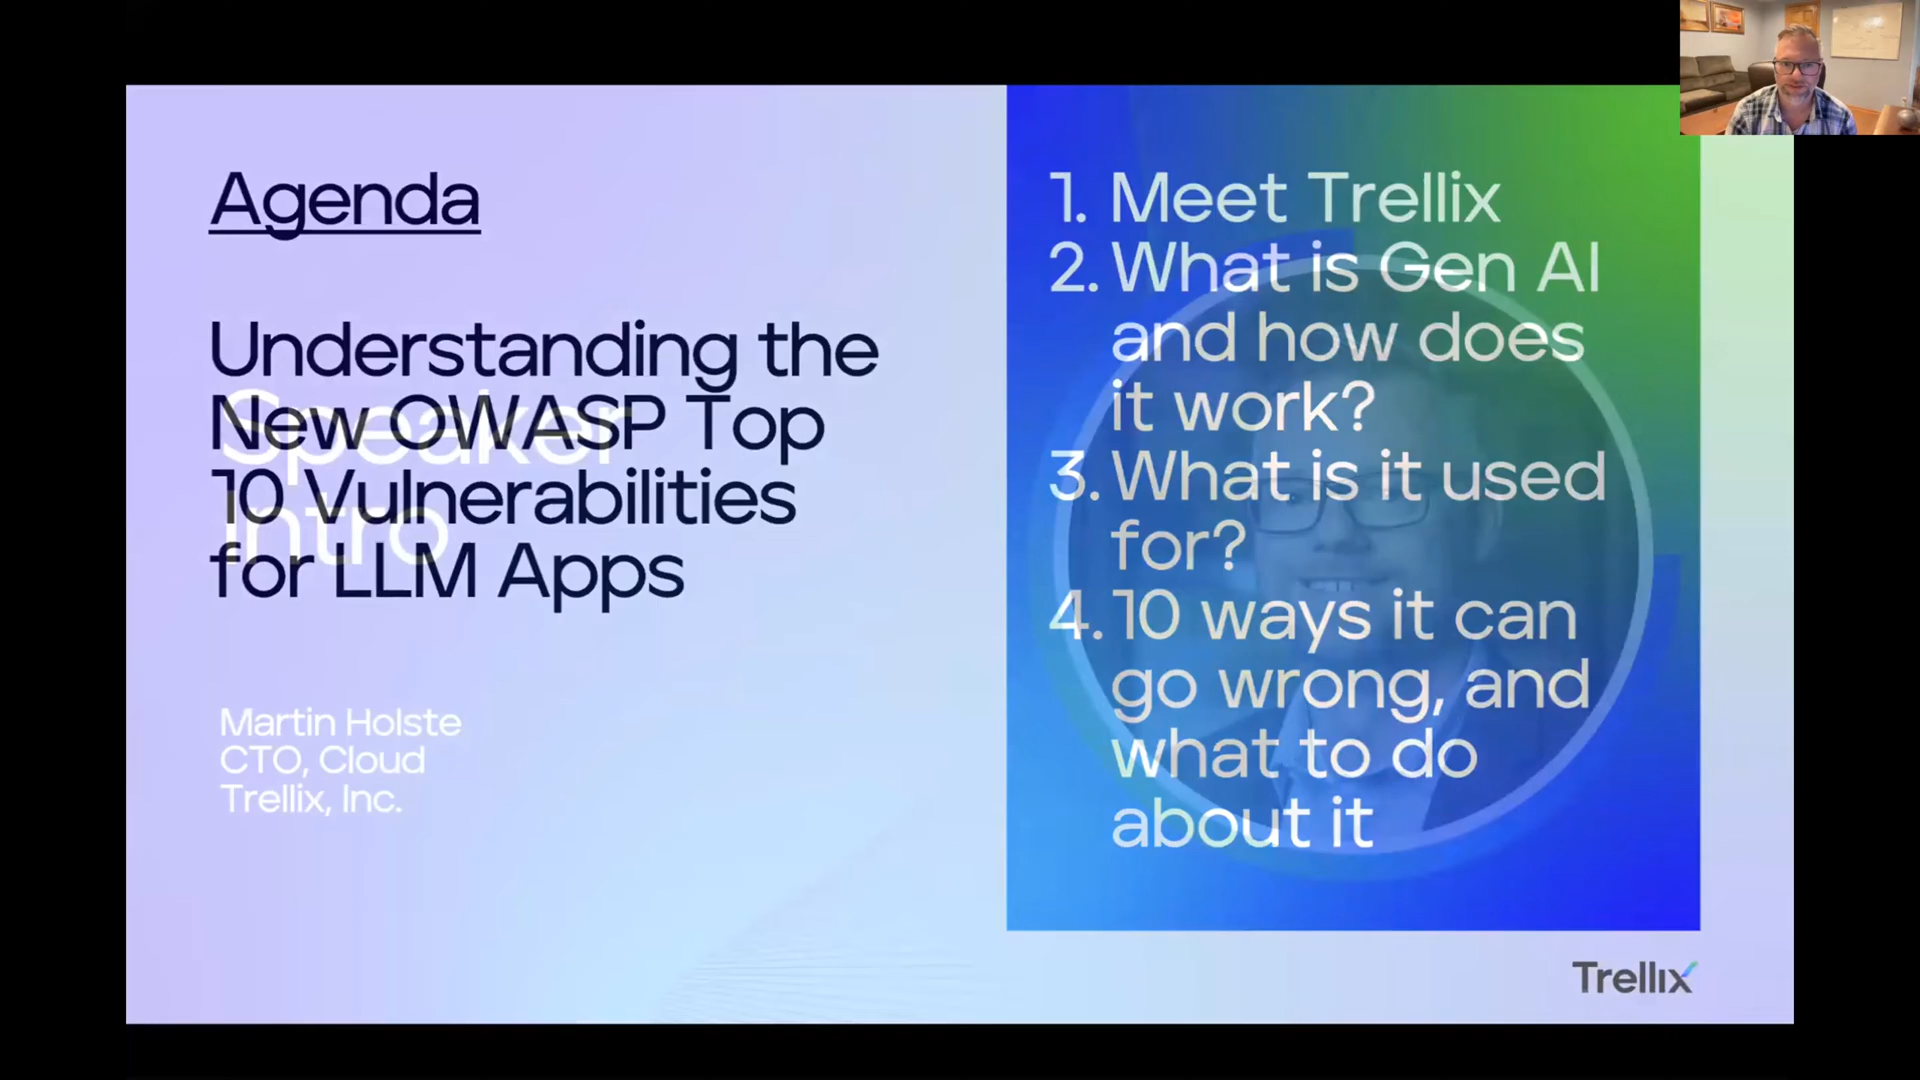 Agenda
Understanding the
New OWASP Top
10 Vulnerabilities
for LLM Apps
Speaker
Intro
Martin Holste
CTO, Cloud
Trellix, Inc.
1. Meet Trellix
2. What is Gen AI
and how does
it work?
3. What is it used
for?
4. 10 ways it can
go wrong, and
what to do
about it
Trellix